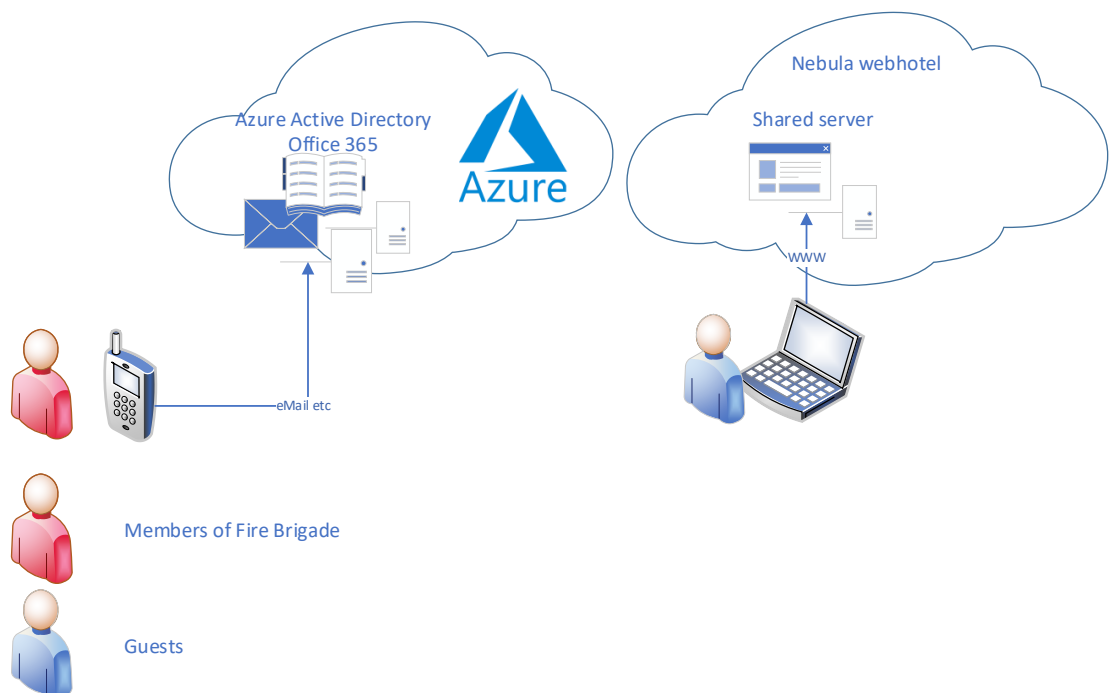 Nebula webhotel
Azure Active Directory
Office 365
Shared server
Azure
www
eMail etc
Members of Fire Brigade
Guests